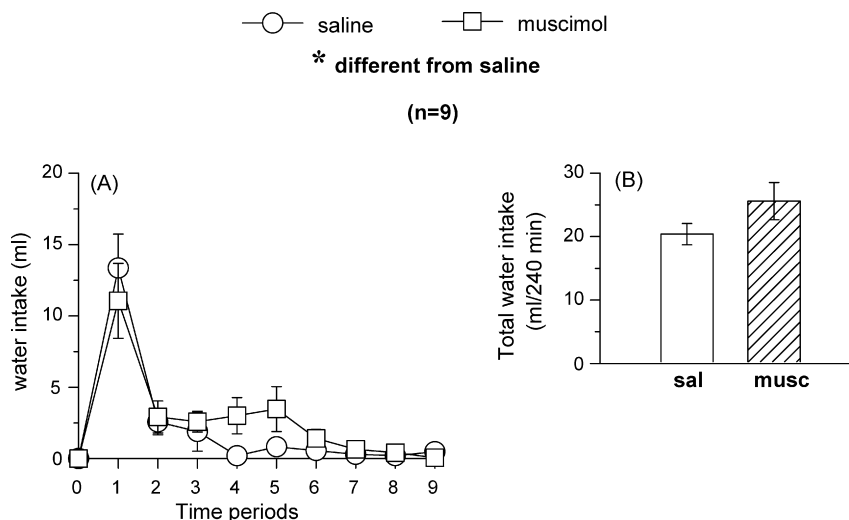 saline muscimol
* different from saline
(n=9)
(A)
water intake (ml)
20
15
10
5
0
0 1 2 3 4 5 6 7 8 9
Time periods
(B)
Total water intake
(ml/240 min)
30
20
10
0
sal musc